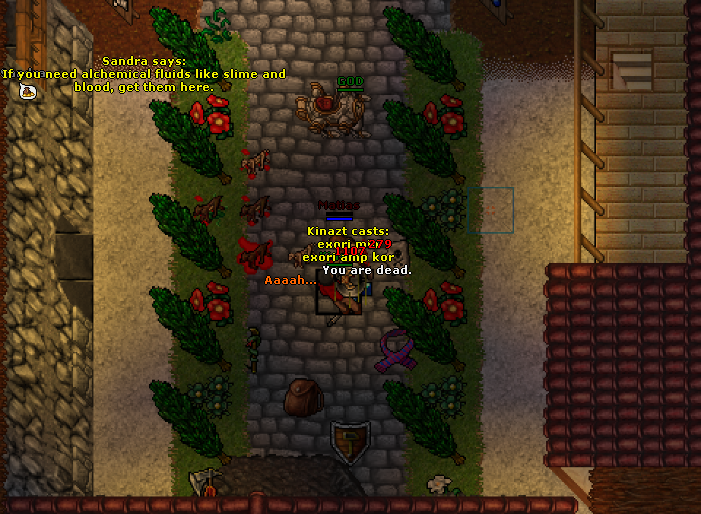 Sandra says:
If you need alchemical fluids like slime and
blood, get them here.
GOD
Kinazt casts:
exori amp kor
You are dead.
Aaaah...